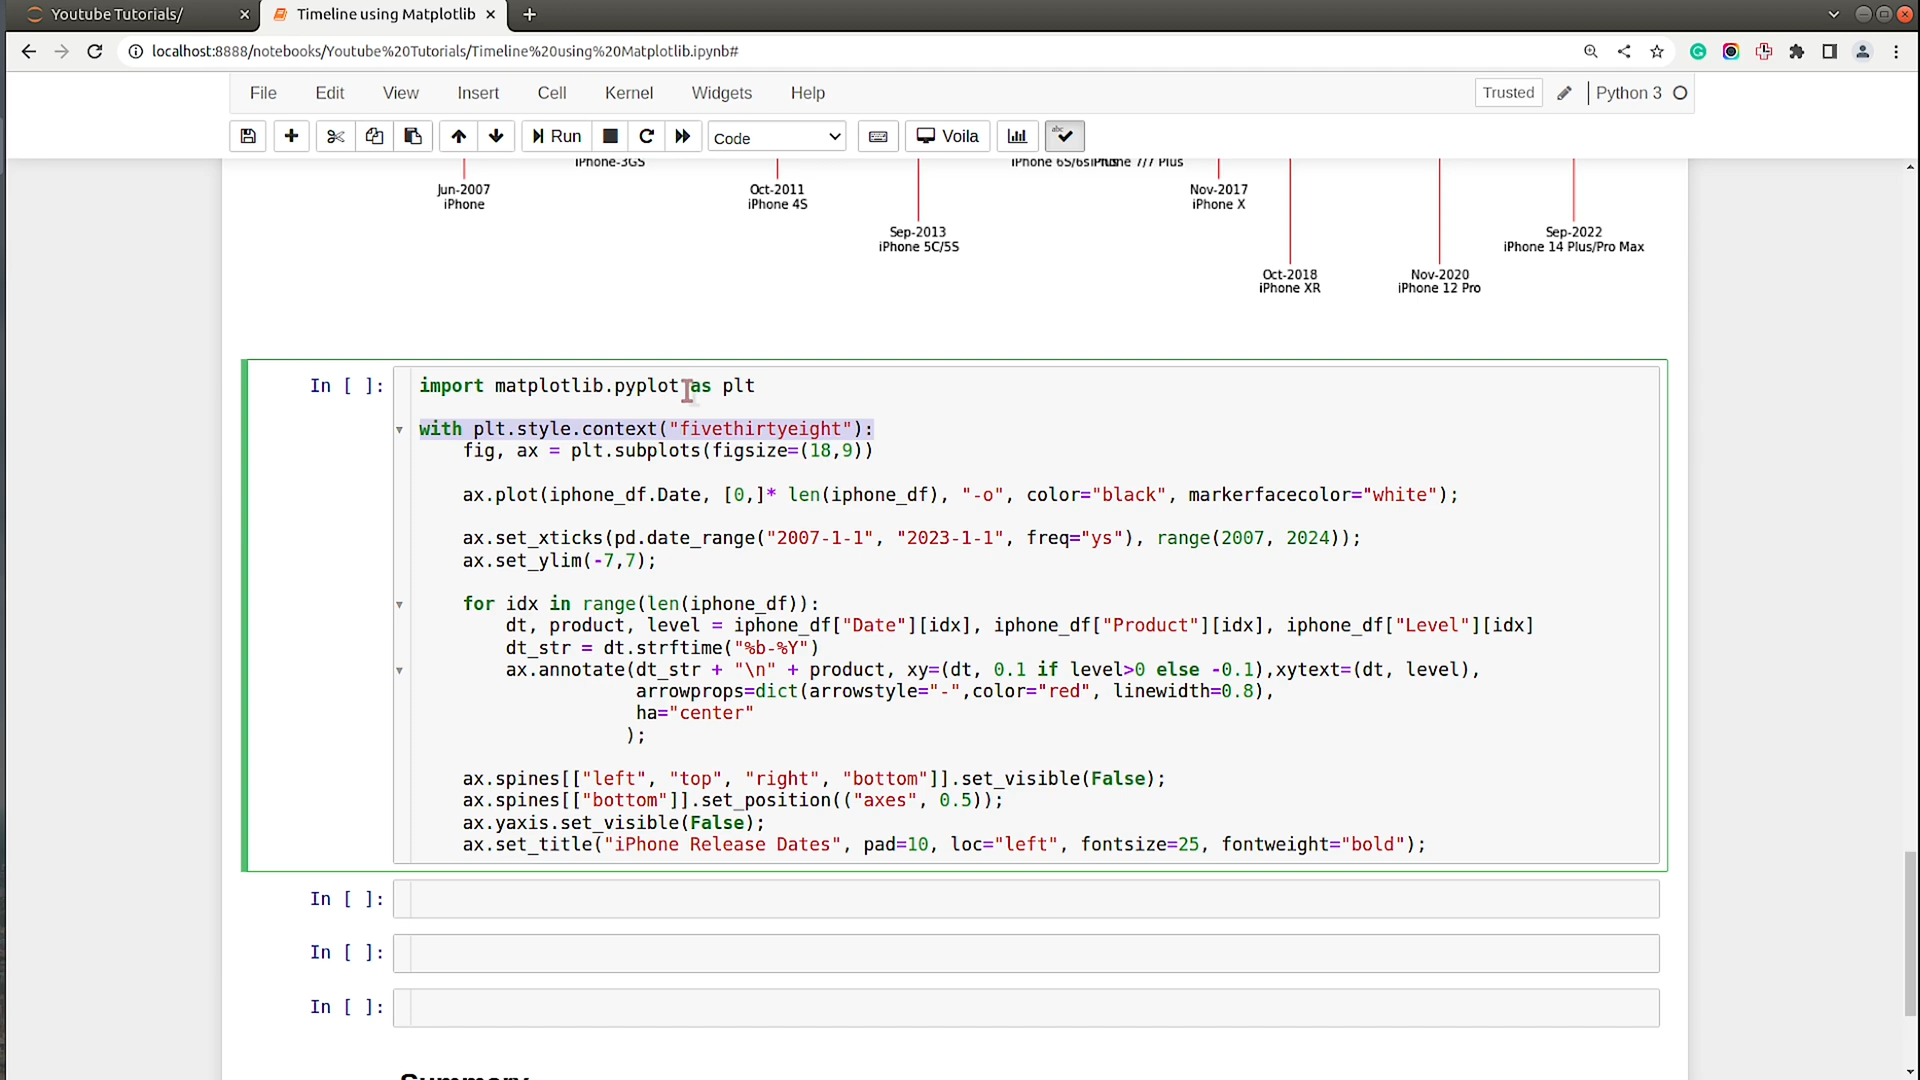 Youtube Tutorials/
Timeline using Matplotlib
localhost:8888/notebooks/Youtube%20Tutorials/Timeline%20using%20Matplotlib.ipynb#
File Edit View Insert Cell Kernel Widgets Help
Trusted
Python 3
Run
Code
Voila
iPhone-3GS
iPhone 7/7 Plus
Jun-2007
iPhone
Oct-2011
iPhone 4S
Nov-2017
iPhone X
Sep-2013
iPhone 5C/5S
Sep-2022
iPhone 14 Plus/Pro Max
Oct-2018
iPhone XR
Nov-2020
iPhone 12 Pro
In [ ]:
import matplotlib.pyplot as plt
with plt.style.context("fivethirtyeight"):
fig, ax = plt.subplots(figsize=(18,9))
ax.plot(iphone_df.Date, [0,]* len(iphone_df), "-o", color="black", markerfacecolor="white");
ax.set_xticks(pd.date_range("2007-1-1", "2023-1-1", freq="ys"), range(2007, 2024));
ax.set_ylim(-7,7);
for idx in range(len(iphone_df)):
dt, product, level = iphone_df["Date"][idx], iphone_df["Product"][idx], iphone_df["Level"][idx]
dt_str = dt.strftime("%b-%Y")
ax.annotate(dt_str + "\n" + product, xy=(dt, 0.1 if level>0 else -0.1),xytext=(dt, level),
arrowprops=dict(arrowstyle="-",color="red", linewidth=0.8),
ha="center"
);
ax.spines[["left", "top", "right", "bottom"]].set_visible(False);
ax.spines[["bottom"]].set_position(("axes", 0.5));
ax.yaxis.set_visible(False);
ax.set_title("iPhone Release Dates", pad=10, loc="left", fontsize=25, fontweight="bold");
In [ ]:
In [ ]:
In [ ]:
Summary